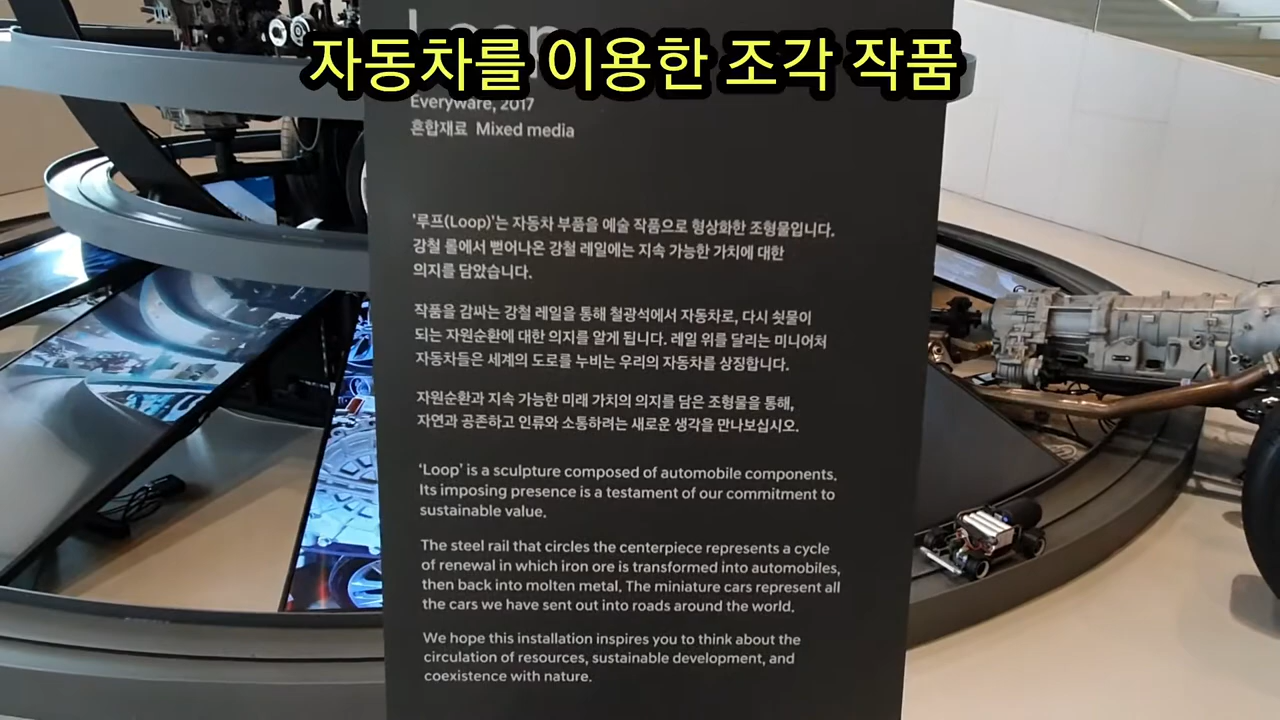 Loop
자동차를 이용한 조각 작품
Everyware, 2017
혼합재료 Mixed media
'루프(Loop)'는 자동차 부품을 예술 작품으로 형상화한 조형물입니다.
강철 롤에서 뻗어나온 강철 레일에는 지속 가능한 가치에 대한
의지를 담았습니다.
작품을 감싸는 강철 레일을 통해 철광석에서 자동차로, 다시 쇳물이
되는 자원순환에 대한 의지를 알게 됩니다. 레일 위를 달리는 미니어처
자동차들은 세계의 도로를 누비는 우리의 자동차를 상징합니다.
자원순환과 지속 가능한 미래 가치의 의지를 담은 조형물을 통해,
자연과 공존하고 인류와 소통하려는 새로운 생각을 만나보십시오.
'Loop' is a sculpture composed of automobile components.
Its imposing presence is a testament of our commitment to
sustainable value.
The steel rail that circles the centerpiece represents a cycle
of renewal in which iron ore is transformed into automobiles,
then back into molten metal. The miniature cars represent all
the cars we have sent out into roads around the world.
We hope this installation inspires you to think about the
circulation of resources, sustainable development, and
coexistence with nature.